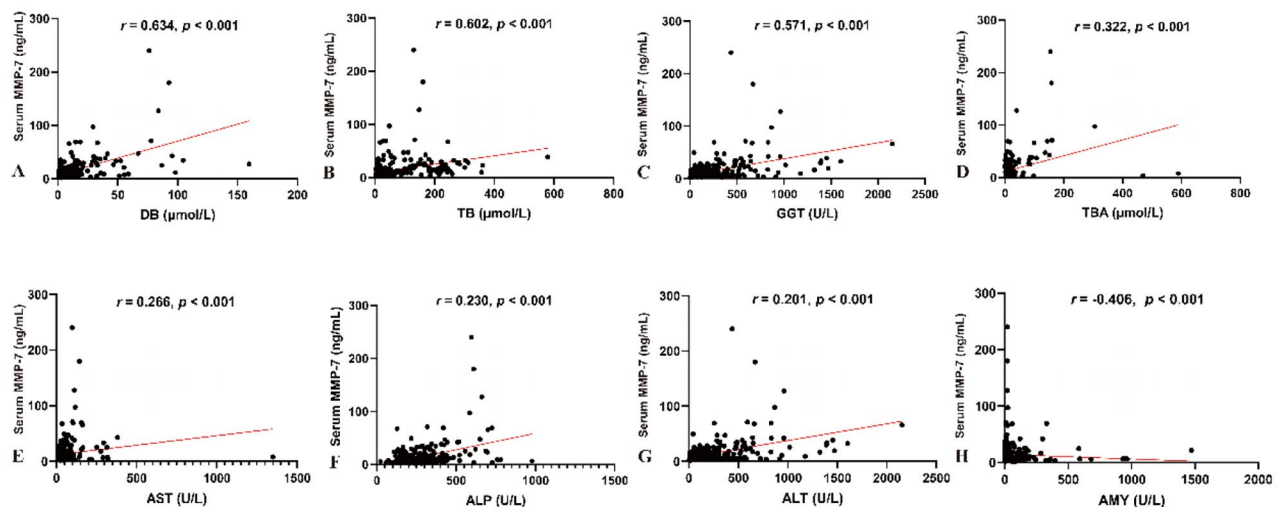 r = 0.634, p < 0.001
300
200
100
0
Serum MMP-7 (ng/mL)
A
0 50 100 150 200
DB (μmol/L)
r = 0.602, p < 0.001
300
200
100
0
Serum MMP-7 (ng/mL)
B
0 200 400 600 800
TB (μmol/L)
r = 0.571, p < 0.001
300
200
100
0
Serum MMP-7 (ng/mL)
C
0 500 1000 1500 2000 2500
GGT (U/L)
r = 0.322, p < 0.001
300
200
100
0
Serum MMP-7 (ng/mL)
D
0 200 400 600 800
TBA (μmol/L)
r = 0.266, p < 0.001
300
200
100
0
Serum MMP-7 (ng/mL)
E
0 500 1000 1500
AST (U/L)
r = 0.230, p < 0.001
300
200
100
0
Serum MMP-7 (ng/mL)
F
0 500 1000 1500
ALP (U/L)
r = 0.201, p < 0.001
300
200
100
0
Serum MMP-7 (ng/mL)
G
0 500 1000 1500 2000 2500
ALT (U/L)
r = -0.406, p < 0.001
300
200
100
0
Serum MMP-7 (ng/mL)
H
0 500 1000 1500 2000
AMY (U/L)